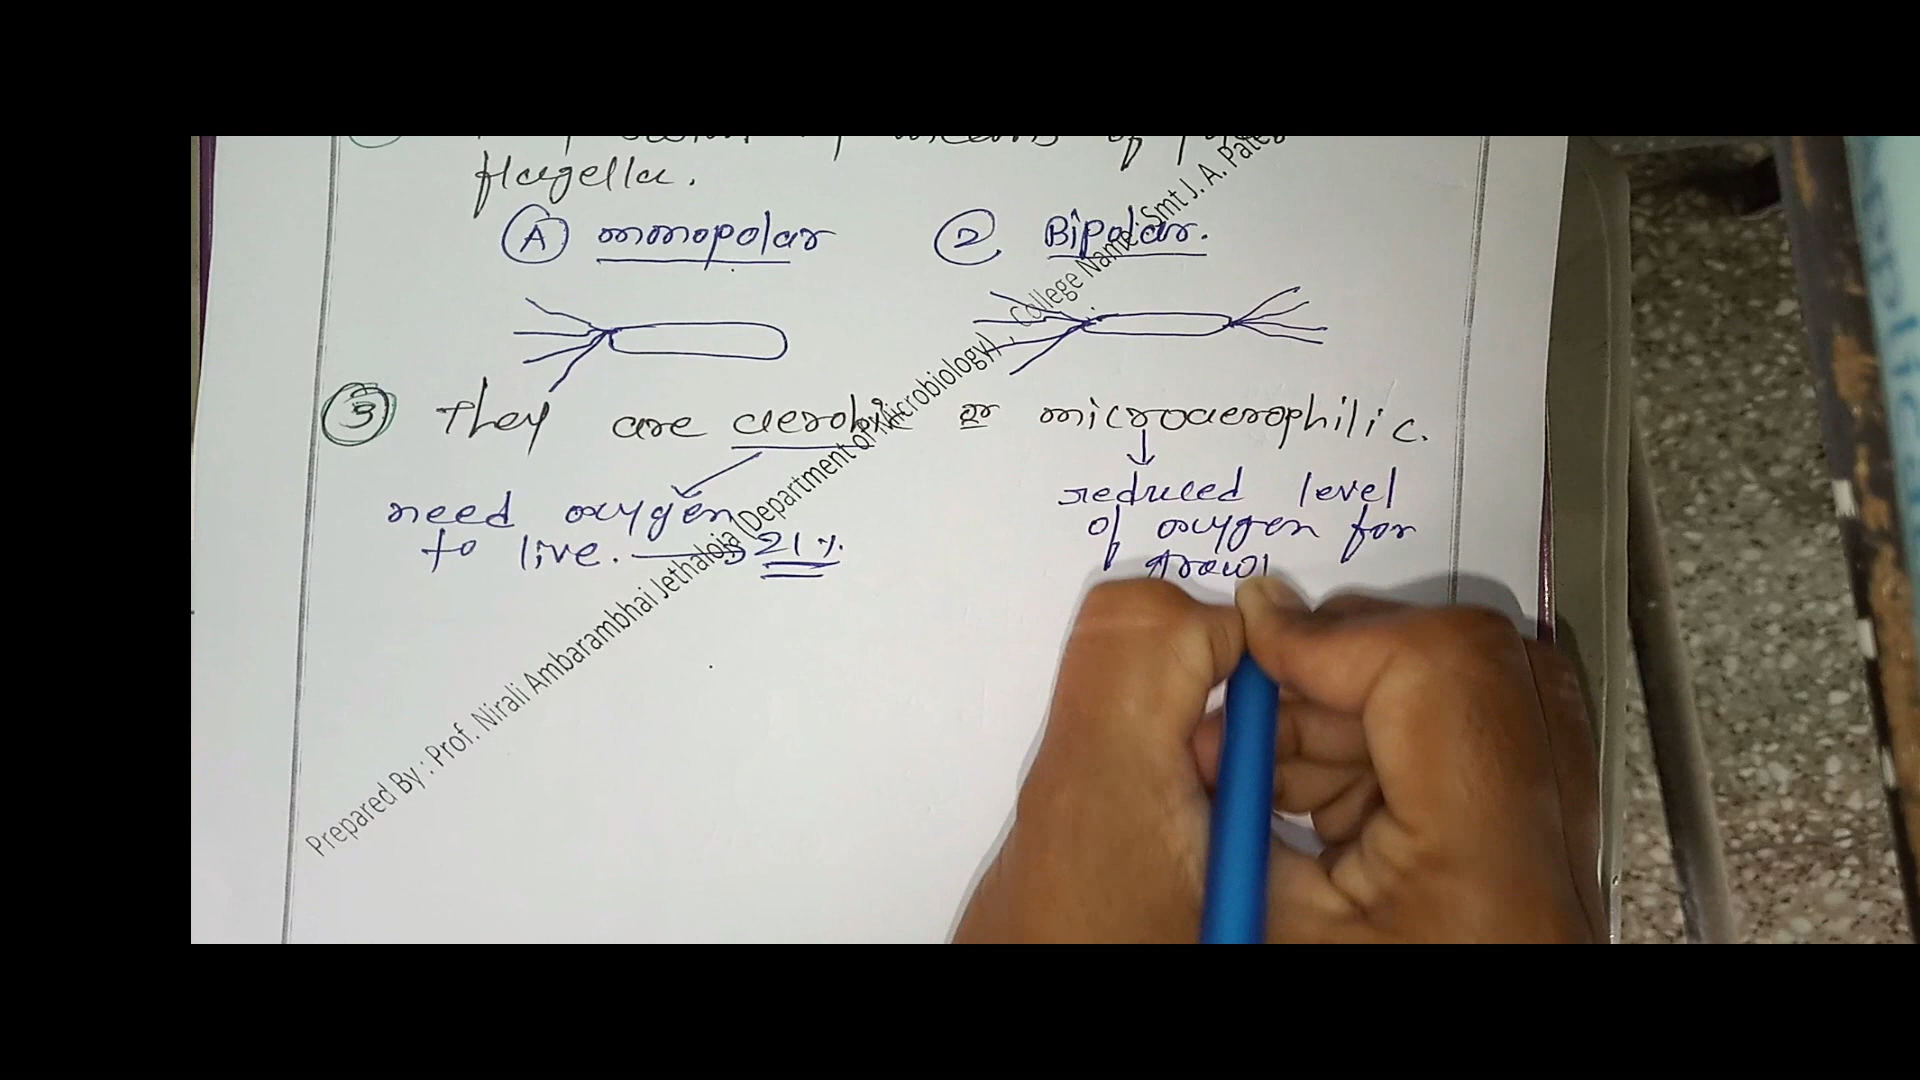 of
flagella.
A monopolar 2 Bipolar.
3 They are aerobic or microaerophilic.
need oxygen
to live. → 21%.
reduced level
of oxygen for
Prepared By : Prof. Nirali Ambarambhai Jethaloja (Department of Microbiology) , College Name : Smt J. A. Patel